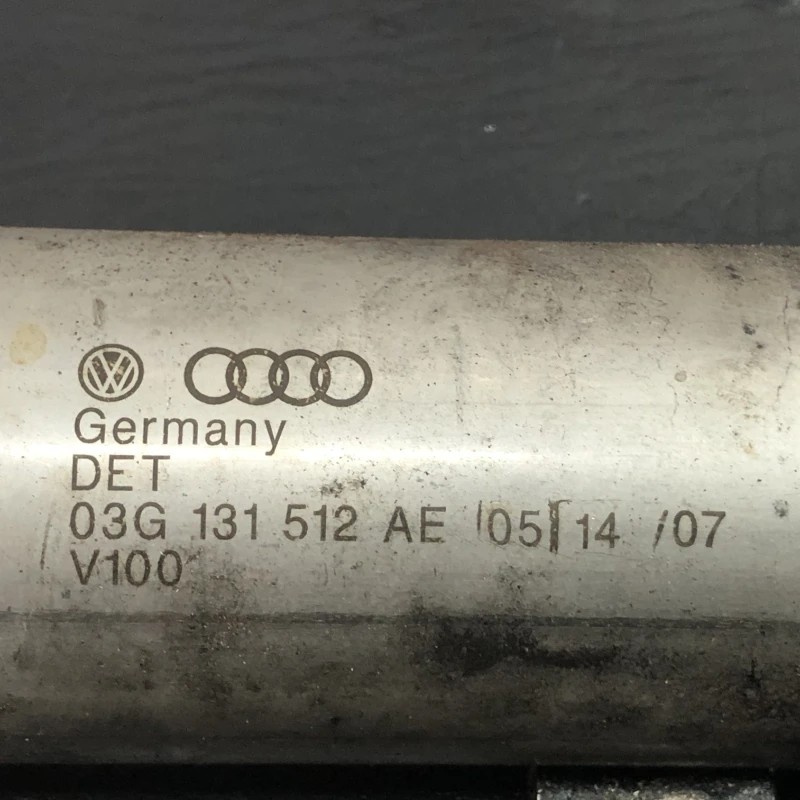 Germany
DET
03G 131 512 AE 05 14 /07
V100